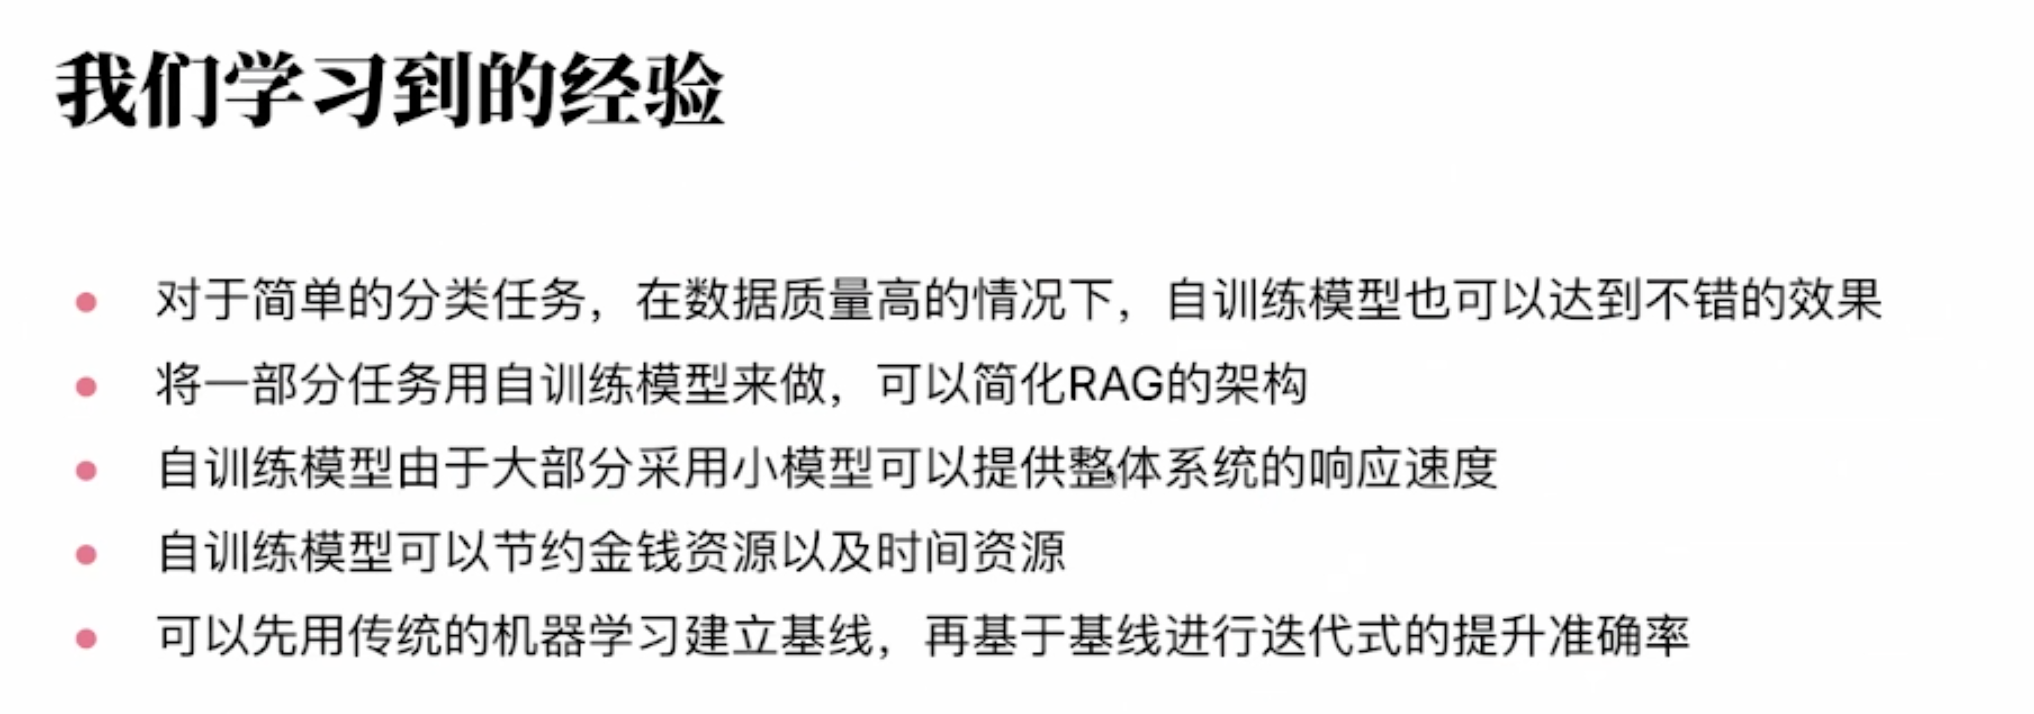 我们学习到的经验
对于简单的分类任务，在数据质量高的情况下，自训练模型也可以达到不错的效果
将一部分任务用自训练模型来做，可以简化RAG的架构
自训练模型由于大部分采用小模型可以提供整体系统的响应速度
自训练模型可以节约金钱资源以及时间资源
可以先用传统的机器学习建立基线，再基于基线进行迭代式的提升准确率